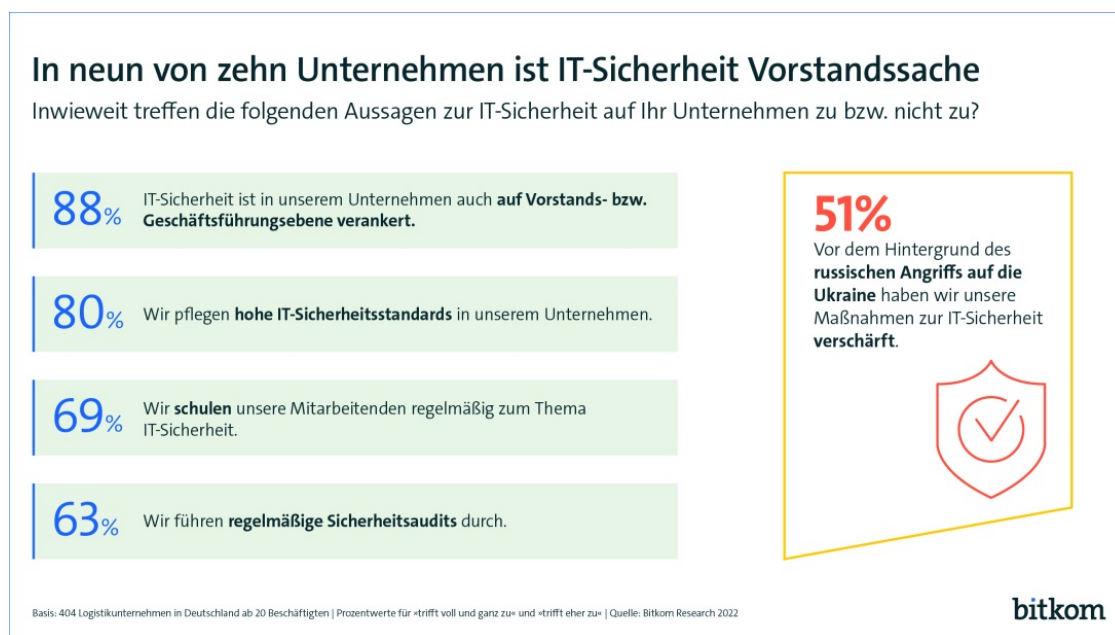 In neun von zehn Unternehmen ist IT-Sicherheit Vorstandssache
Inwieweit treffen die folgenden Aussagen zur IT-Sicherheit auf Ihr Unternehmen zu bzw. nicht zu?
88%
IT-Sicherheit ist in unserem Unternehmen auch auf Vorstands- bzw.
Geschäftsführungsebene verankert.
80%
Wir pflegen hohe IT-Sicherheitsstandards in unserem Unternehmen.
69%
Wir schulen unsere Mitarbeitenden regelmäßig zum Thema
IT-Sicherheit.
63%
Wir führen regelmäßige Sicherheitsaudits durch.
51%
Vor dem Hintergrund des
russischen Angriffs auf die
Ukraine haben wir unsere
Maßnahmen zur IT-Sicherheit
verschärft.
Basis: 404 Logistikunternehmen in Deutschland ab 20 Beschäftigten | Prozentwerte für »trifft voll und ganz zu« und »trifft eher zu« | Quelle: Bitkom Research 2022
bitkom